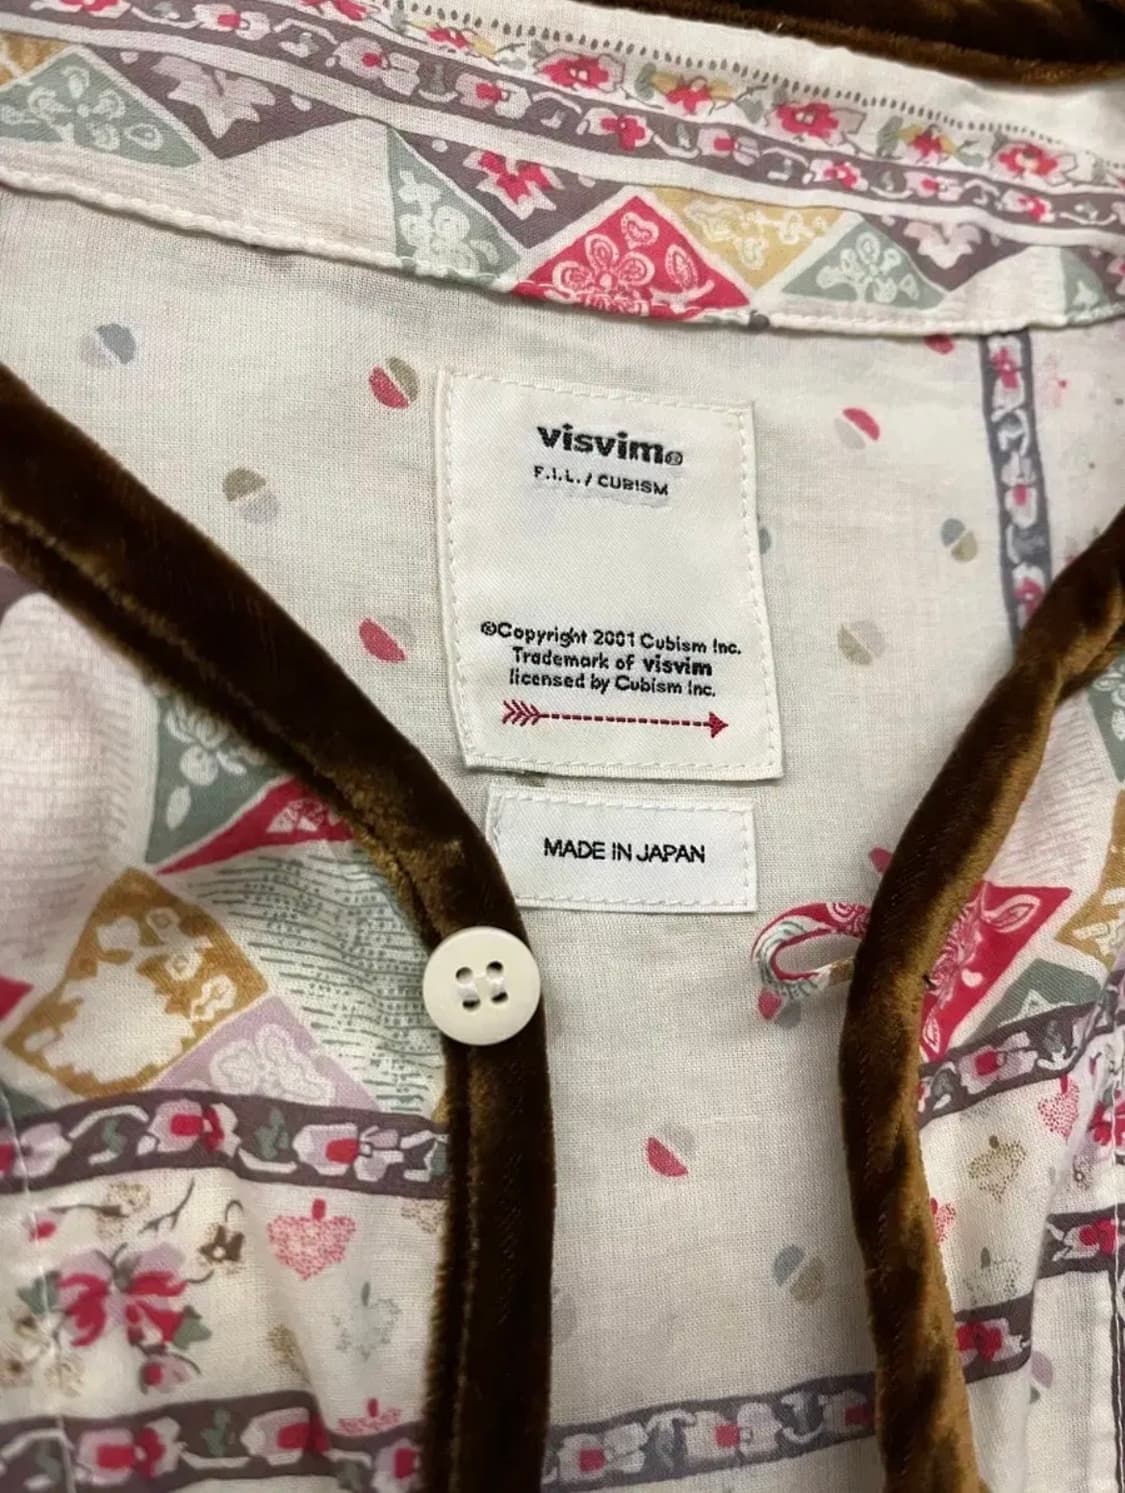 visvim®
F.I.L. / CUBISM
©Copyright 2001 Cubism Inc.
Trademark of visvim
licensed by Cubism Inc.
MADE IN JAPAN